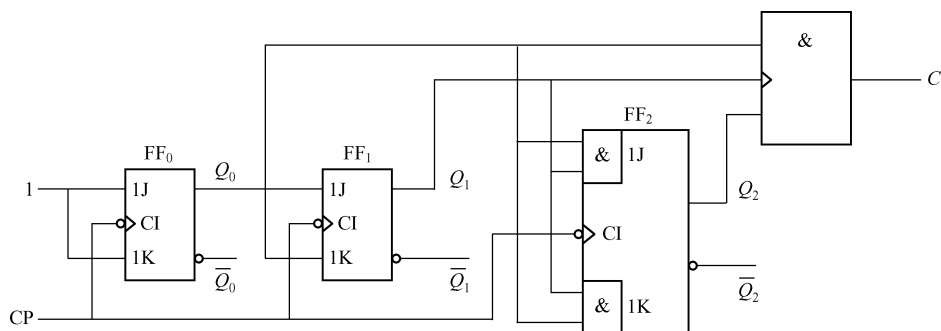 &
C
FF₂
FF₀
FF₁
& 1J
Q₀
Q₁
Q₂
1
1J
1J
CI
CI
CI
1K
1K
Q̅₀
Q̅₁
Q̅₂
& 1K
CP